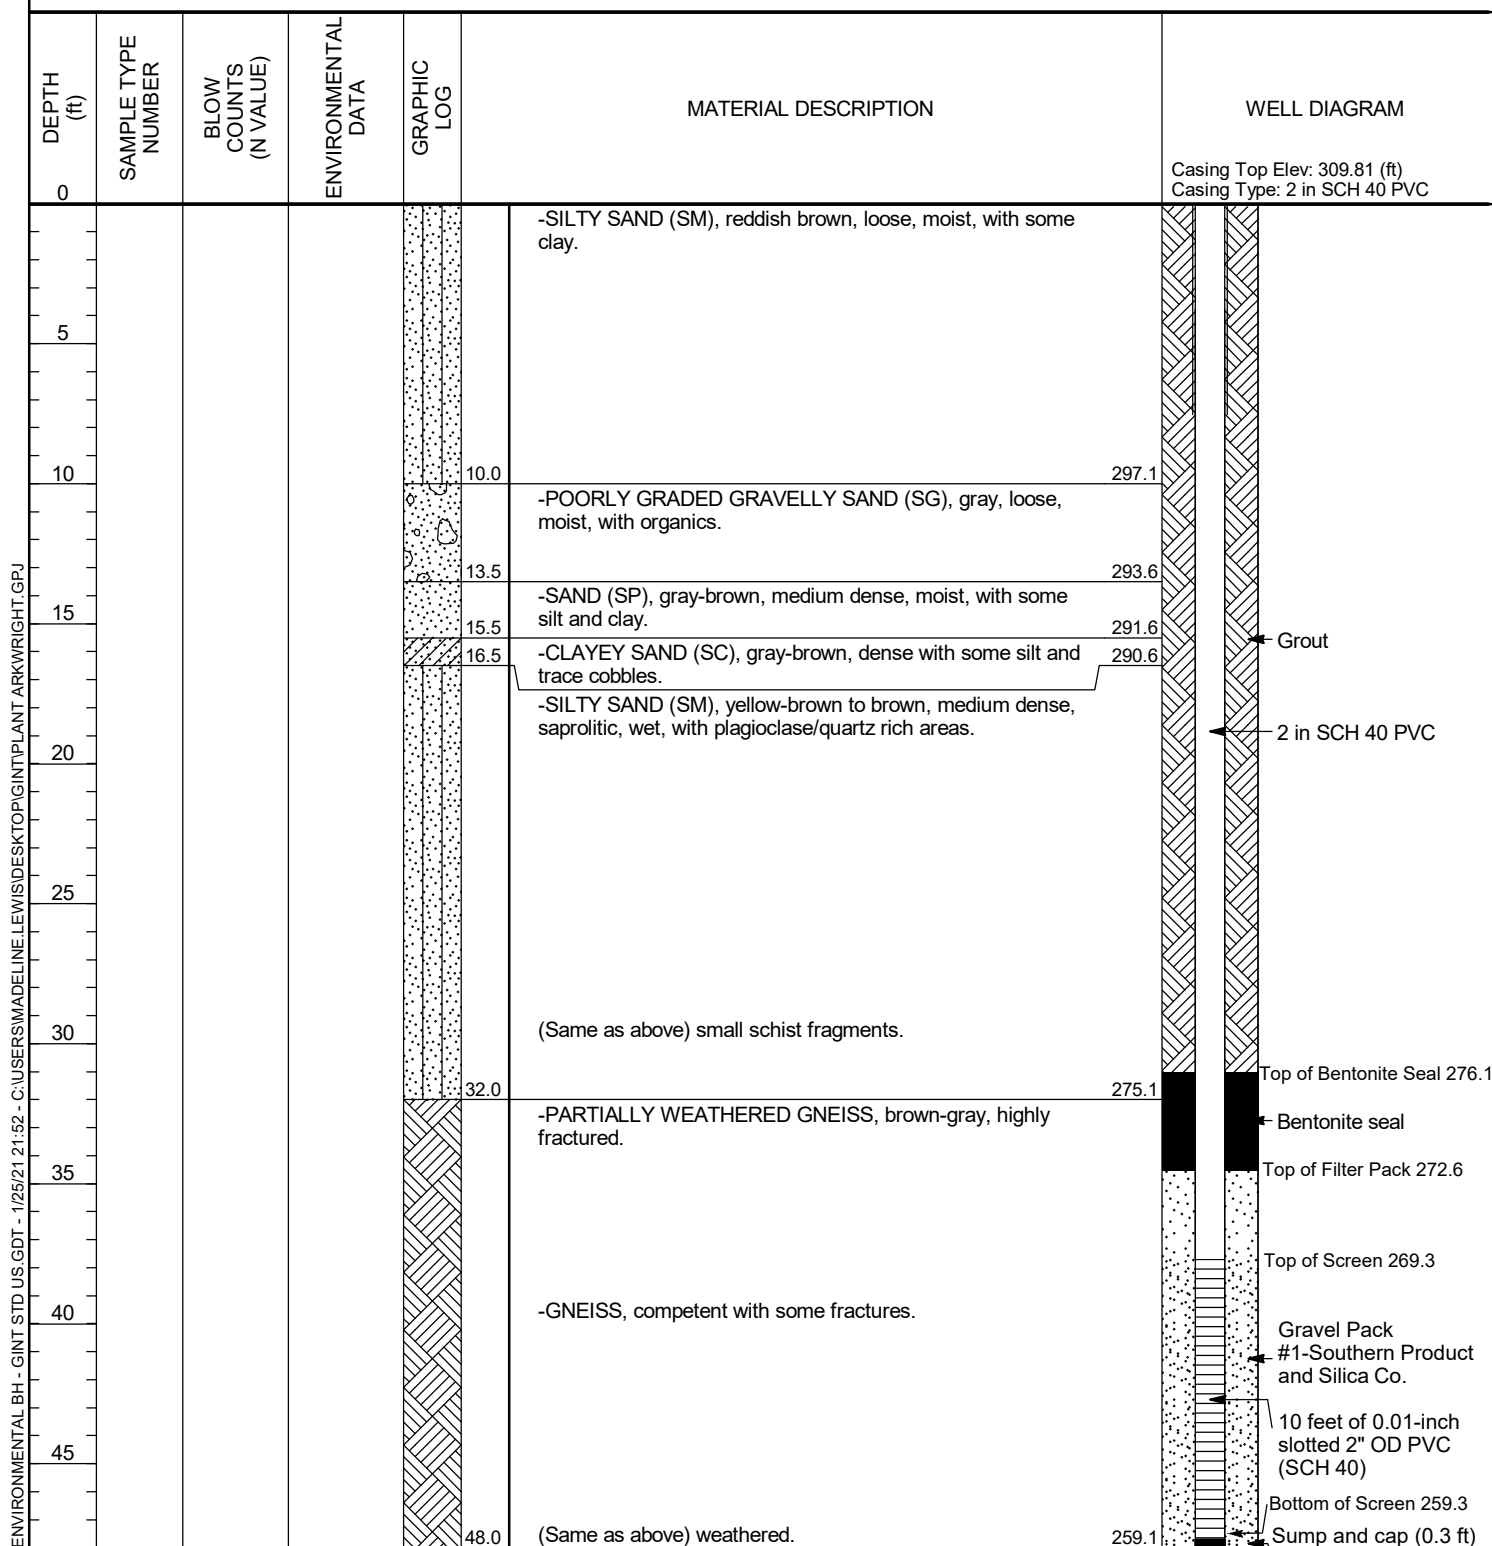 DEPTH
(ft)
SAMPLE TYPE
NUMBER
BLOW
COUNTS
(N VALUE)
ENVIRONMENTAL
DATA
GRAPHIC
LOG
MATERIAL DESCRIPTION
WELL DIAGRAM
Casing Top Elev: 309.81 (ft)
Casing Type: 2 in SCH 40 PVC
0
-SILTY SAND (SM), reddish brown, loose, moist, with some
clay.
5
10
10.0
297.1
-POORLY GRADED GRAVELLY SAND (SG), gray, loose,
moist, with organics.
13.5
293.6
-SAND (SP), gray-brown, medium dense, moist, with some
silt and clay.
15
15.5
291.6
Grout
-CLAYEY SAND (SC), gray-brown, dense with some silt and
trace cobbles.
16.5
290.6
-SILTY SAND (SM), yellow-brown to brown, medium dense,
saprolitic, wet, with plagioclase/quartz rich areas.
2 in SCH 40 PVC
20
25
30
(Same as above) small schist fragments.
Top of Bentonite Seal 276.1
32.0
275.1
-PARTIALLY WEATHERED GNEISS, brown-gray, highly
fractured.
Bentonite seal
35
Top of Filter Pack 272.6
Top of Screen 269.3
40
-GNEISS, competent with some fractures.
Gravel Pack
#1-Southern Product
and Silica Co.
10 feet of 0.01-inch
slotted 2" OD PVC
(SCH 40)
45
Bottom of Screen 259.3
48.0
(Same as above) weathered.
259.1
Sump and cap (0.3 ft)
ENVIRONMENTAL BH - GINT STD US.GDT - 1/25/21 21:52 - C:\USERS\MADELINE.LEWIS\DESKTOP\GINT\PLANT ARKWRIGHT.GPJ